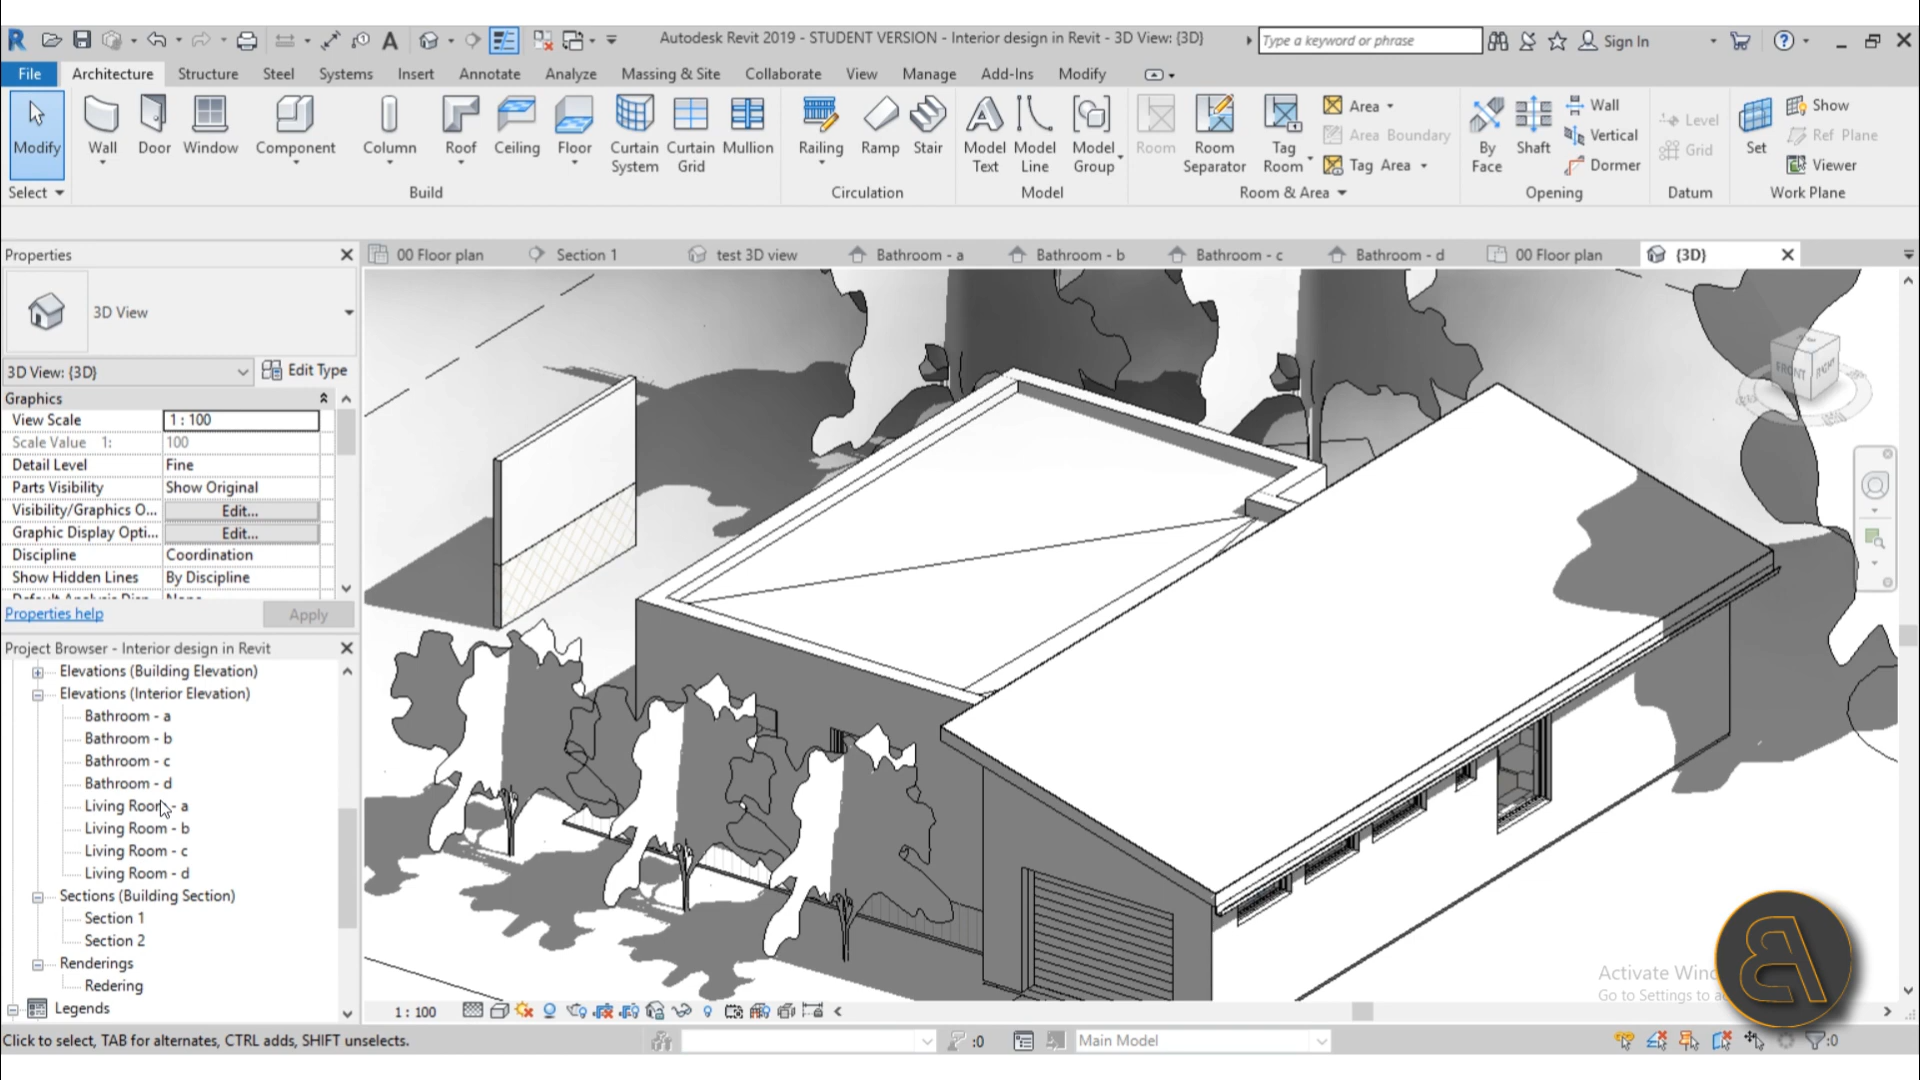 Autodesk Revit 2019 - STUDENT VERSION - Interior design in Revit - 3D View: {3D}
Type a keyword or phrase
Sign In
File Architecture Structure Steel Systems Insert Annotate Analyze Massing & Site Collaborate View Manage Add-Ins Modify
Modify
Wall
Door
Window
Component
Column
Roof
Ceiling
Floor
Curtain System
Curtain Grid
Mullion
Railing
Ramp
Stair
Model Text
Model Line
Model Group
Room
Room Separator
Tag Room
Area
Area Boundary
Tag Area
By Face
Shaft
Wall
Vertical
Dormer
Level
Grid
Set
Show
Ref Plane
Viewer
Select
Build
Circulation
Model
Room & Area
Opening
Datum
Work Plane
Properties
00 Floor plan
Section 1
test 3D view
Bathroom - a
Bathroom - b
Bathroom - c
Bathroom - d
00 Floor plan
{3D}
3D View
3D View: {3D}
Edit Type
Graphics
View Scale 1 : 100
Scale Value 1: 100
Detail Level Fine
Parts Visibility Show Original
Visibility/Graphics O... Edit...
Graphic Display Opti... Edit...
Discipline Coordination
Show Hidden Lines By Discipline
Properties help
Apply
Project Browser - Interior design in Revit
Elevations (Building Elevation)
Elevations (Interior Elevation)
Bathroom - a
Bathroom - b
Bathroom - c
Bathroom - d
Living Room - a
Living Room - b
Living Room - c
Living Room - d
Sections (Building Section)
Section 1
Section 2
Renderings
Redering
Legends
FRONT
RIGHT
Activate Wind
Go to Settings to a
1 : 100
Click to select, TAB for alternates, CTRL adds, SHIFT unselects.
:0
Main Model
:0